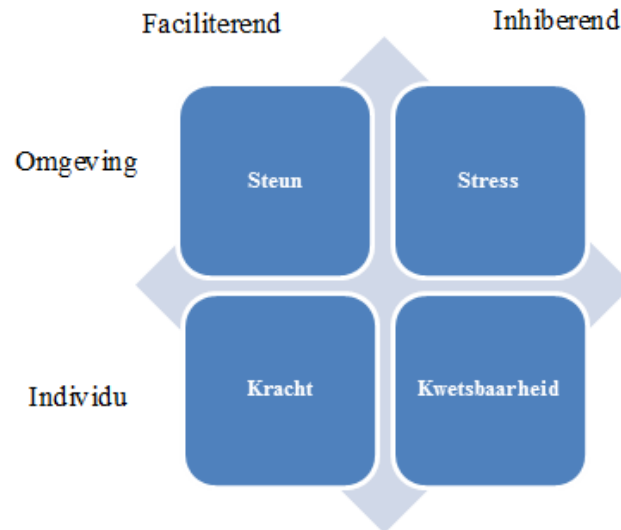 Faciliterend
Inhiberend
Omgeving
Steun
Stress
Individu
Kracht
Kwetsbaarheid